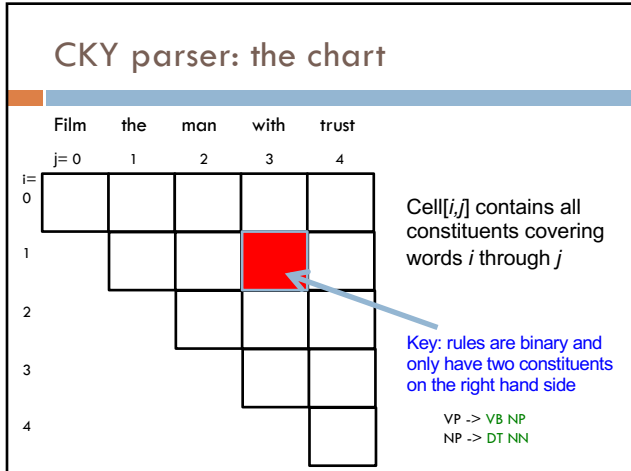 CKY parser: the chart
Film the man with trust
j= 0 1 2 3 4
i=
0
1
2
3
4
Cell[i,j] contains all
constituents covering
words i through j
Key: rules are binary and
only have two constituents
on the right hand side
VP -> VB NP
NP -> DT NN